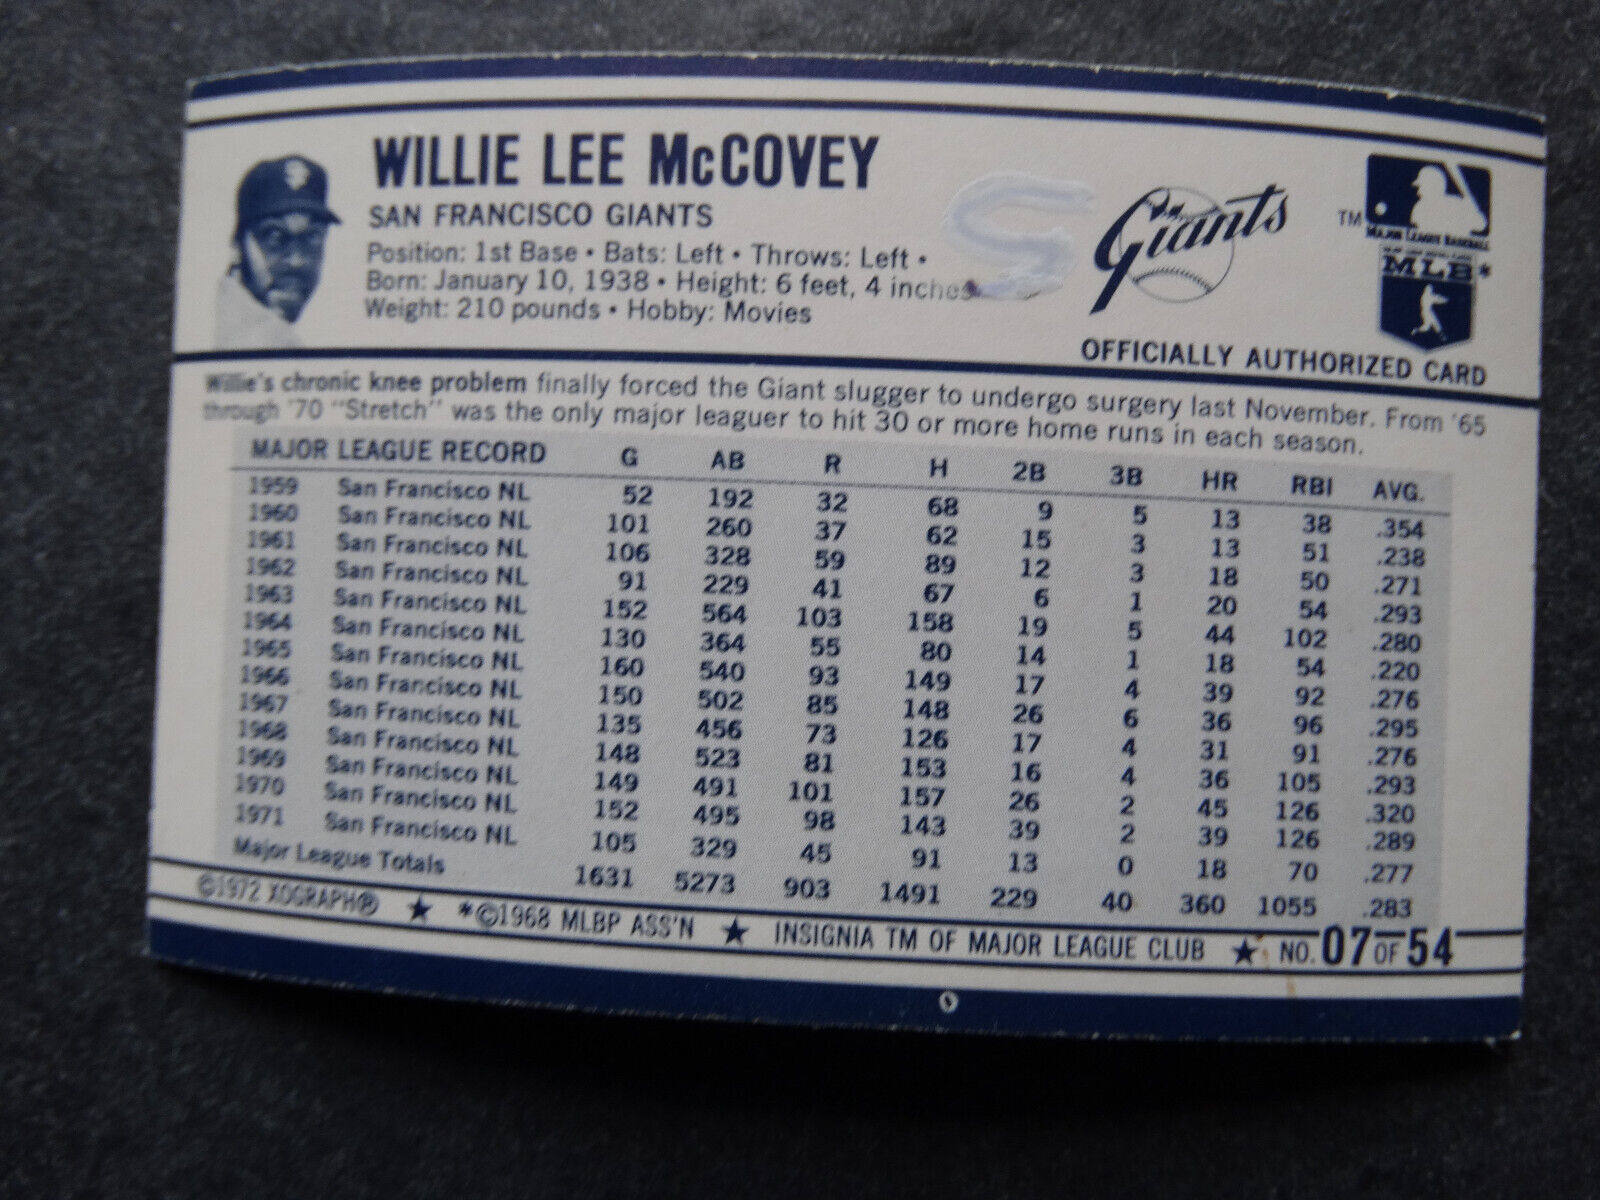 WILLIE LEE McCOVEY
SAN FRANCISCO GIANTS
Position: 1st Base • Bats: Left • Throws: Left •
Born: January 10, 1938 • Height: 6 feet, 4 inches
Weight: 210 pounds • Hobby: Movies
Giants
TM
MAJOR LEAGUE BASEBALL
MLB*
OFFICIALLY AUTHORIZED CARD
Willie's chronic knee problem finally forced the Giant slugger to undergo surgery last November. From '65
through '70 "Stretch" was the only major leaguer to hit 30 or more home runs in each season.
MAJOR LEAGUE RECORD G AB R H 2B 3B HR RBI AVG.
1959 San Francisco NL 52 192 32 68 9 5 13 38 .354
1960 San Francisco NL 101 260 37 62 15 3 13 51 .238
1961 San Francisco NL 106 328 59 89 12 3 18 50 .271
1962 San Francisco NL 91 229 41 67 6 1 20 54 .293
1963 San Francisco NL 152 564 103 158 19 5 44 102 .280
1964 San Francisco NL 130 364 55 80 14 1 18 54 .220
1965 San Francisco NL 160 540 93 149 17 4 39 92 .276
1966 San Francisco NL 150 502 85 148 26 6 36 96 .295
1967 San Francisco NL 135 456 73 126 17 4 31 91 .276
1968 San Francisco NL 148 523 81 153 16 4 36 105 .293
1969 San Francisco NL 149 491 101 157 26 2 45 126 .320
1970 San Francisco NL 152 495 98 143 39 2 39 126 .289
1971 San Francisco NL 105 329 45 91 13 0 18 70 .277
Major League Totals 1631 5273 903 1491 229 40 360 1055 .283
©1972 XOGRAPH® ★ *©1968 MLBP ASS'N ★ INSIGNIA TM OF MAJOR LEAGUE CLUB ★ NO. 07 OF 54